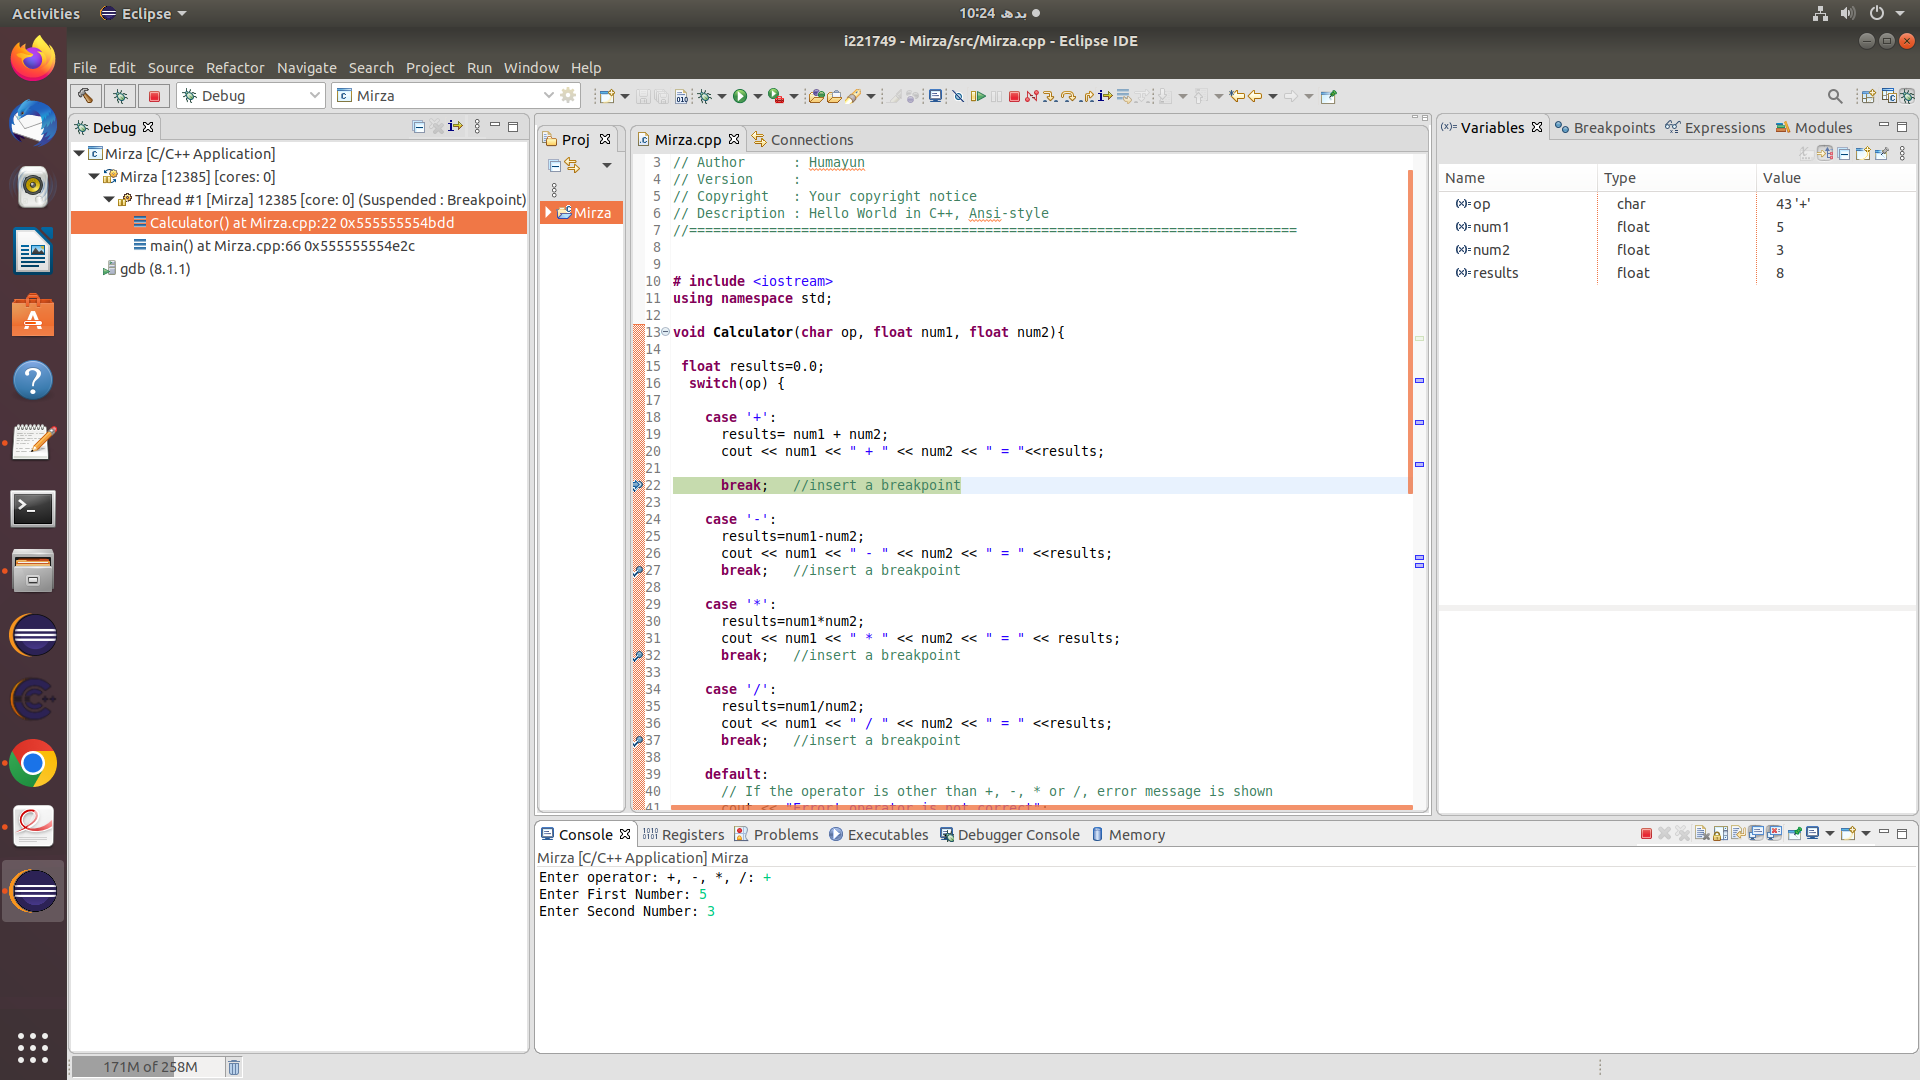 Activities
Eclipse
10:24 بدھ
i221749 - Mirza/src/Mirza.cpp - Eclipse IDE
File Edit Source Refactor Navigate Search Project Run Window Help
Debug
Mirza
Debug
Mirza [C/C++ Application]
Mirza [12385] [cores: 0]
Thread #1 [Mirza] 12385 [core: 0] (Suspended : Breakpoint)
Calculator() at Mirza.cpp:22 0x555555554bdd
main() at Mirza.cpp:66 0x555555554e2c
gdb (8.1.1)
Proj
Mirza
Mirza.cpp
Connections
3 // Author      : Humayun
4 // Version     :
5 // Copyright   : Your copyright notice
6 // Description : Hello World in C++, Ansi-style
7 //============================================================================
8
9
10 # include <iostream>
11 using namespace std;
12
13 void Calculator(char op, float num1, float num2){
14
15  float results=0.0;
16   switch(op) {
17
18     case '+':
19       results= num1 + num2;
20       cout << num1 << " + " << num2 << " = "<<results;
21
22       break;   //insert a breakpoint
23
24     case '-':
25       results=num1-num2;
26       cout << num1 << " - " << num2 << " = " <<results;
27       break;   //insert a breakpoint
28
29     case '*':
30       results=num1*num2;
31       cout << num1 << " * " << num2 << " = " << results;
32       break;   //insert a breakpoint
33
34     case '/':
35       results=num1/num2;
36       cout << num1 << " / " << num2 << " = " <<results;
37       break;   //insert a breakpoint
38
39     default:
40       // If the operator is other than +, -, * or /, error message is shown
41       cout << "Error! operator is not correct";
Variables Breakpoints Expressions Modules
Name Type Value
op char 43 '+'
num1 float 5
num2 float 3
results float 8
Console Registers Problems Executables Debugger Console Memory
Mirza [C/C++ Application] Mirza
Enter operator: +, -, *, /: +
Enter First Number: 5
Enter Second Number: 3
171M of 258M